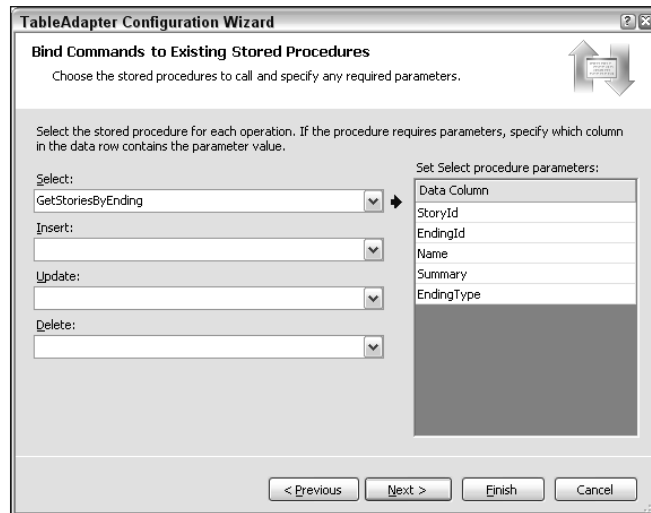 TableAdapter Configuration Wizard
Bind Commands to Existing Stored Procedures
Choose the stored procedures to call and specify any required parameters.
Select the stored procedure for each operation. If the procedure requires parameters, specify which column
in the data row contains the parameter value.
Select:
GetStoriesByEnding
Insert:
Update:
Delete:
Set Select procedure parameters:
Data Column
StoryId
EndingId
Name
Summary
EndingType
< Previous
Next >
Finish
Cancel